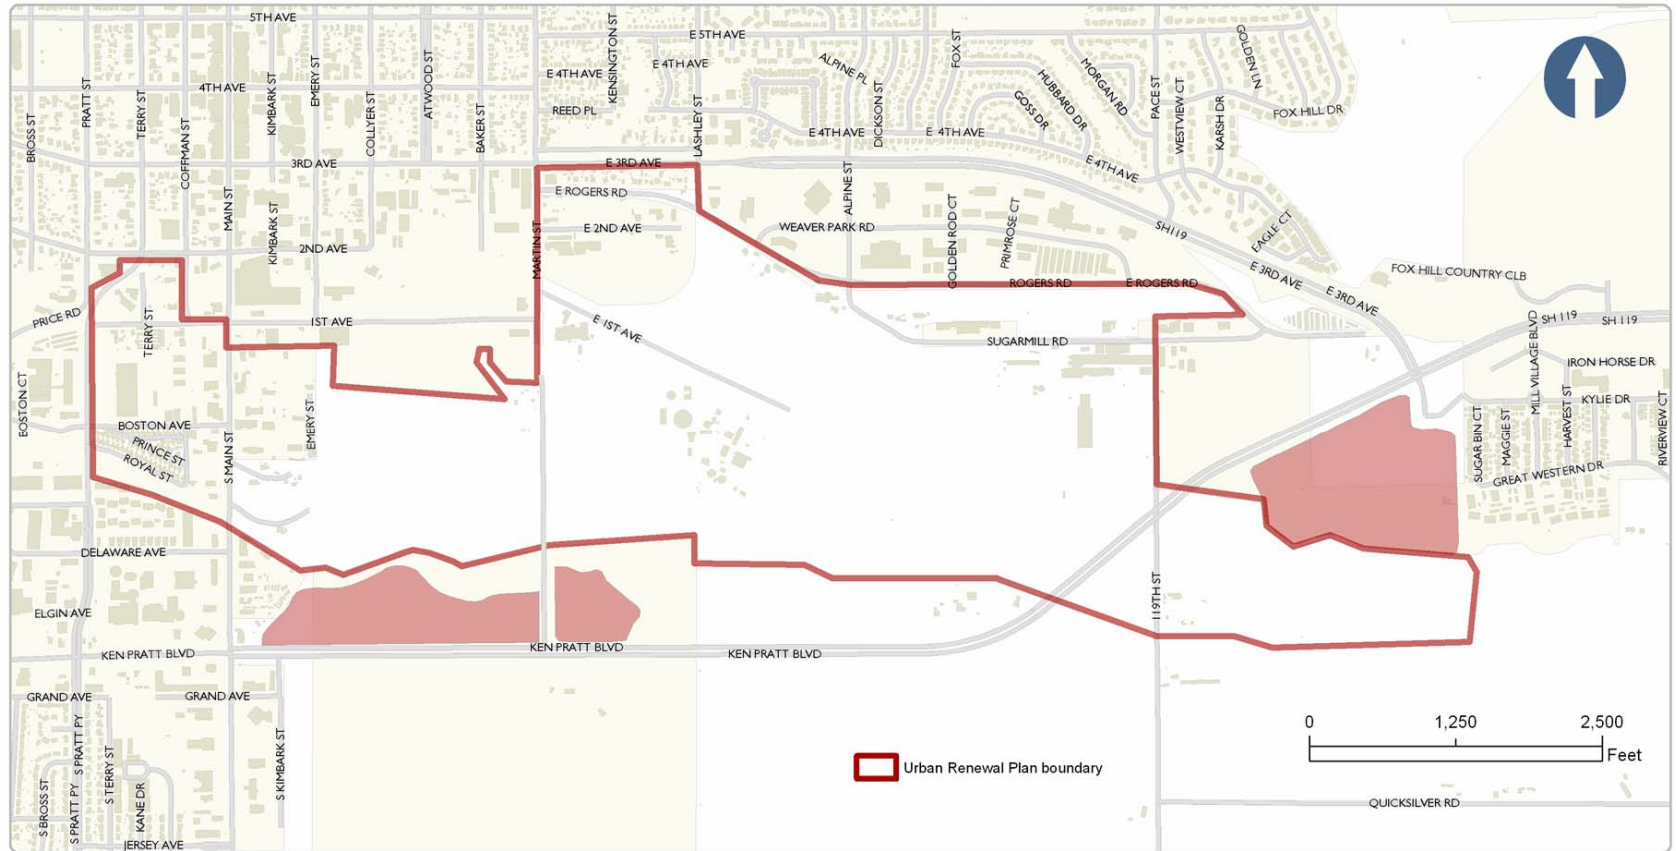 5TH AVE
E 5TH AVE
KENSINGTON ST
FOX ST
GOLDEN LN
4TH AVE
E 4TH AVE
E 4TH AVE
ALPINE PL
HUBBARD DR
MORGAN RD
PACE ST
WESTVIEW CT
KARSH DR
FOX HILL DR
BROSS ST
PRATT ST
TERRY ST
COFFMAN ST
KIMBARK ST
EMERY ST
COLLYER ST
ATWOOD ST
BAKER ST
REED PL
LASHLEY ST
DICKSON ST
GOSS DR
E 4TH AVE
E 4TH AVE
E 4TH AVE
3RD AVE
E 3RD AVE
MAIN ST
KIMBARK ST
E ROGERS RD
ALPINE ST
GOLDEN ROD CT
PRIMROSE CT
EAGLE CT
E 2ND AVE
WEAVER PARK RD
SH119
2ND AVE
MARTIN ST
E 3RD AVE
E 3RD AVE
FOX HILL COUNTRY CLB
ROGERS RD
E ROGERS RD
PRICE RD
TERRY ST
1ST AVE
E 1ST AVE
SUGARMILL RD
SH 119
SH 119
MILL VILLAGE BLVD
IRON HORSE DR
KYLIE DR
BOSTON CT
BOSTON AVE
PRINCE ST
ROYAL ST
S MAIN ST
EMERY ST
SUGAR BIN CT
MAGGIE ST
HARVEST ST
RIVERVIEW CT
GREAT WESTERN DR
DELAWARE AVE
ELGIN AVE
119TH ST
KEN PRATT BLVD
KEN PRATT BLVD
KEN PRATT BLVD
GRAND AVE
GRAND AVE
S PRATT PY
S TERRY ST
S KIMBARK ST
S BROSS ST
S PRATT PY
KANE DR
JERSEY AVE
0 1,250 2,500
Feet
Urban Renewal Plan boundary
QUICKSILVER RD